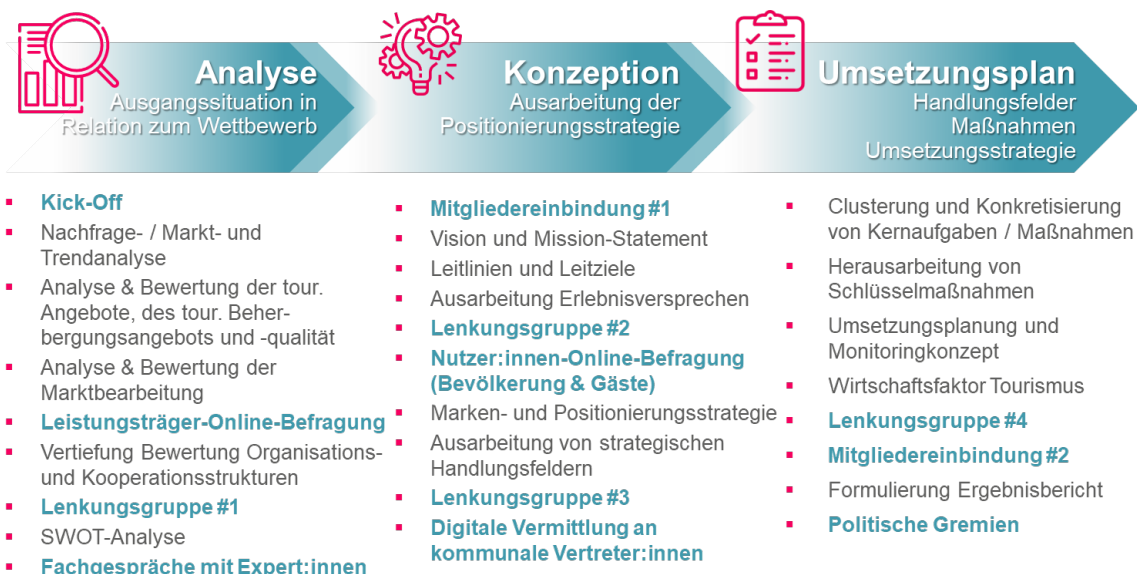 Analyse
Ausgangssituation in
Relation zum Wettbewerb
Kick-Off
Nachfrage- / Markt- und
Trendanalyse
Analyse & Bewertung der tour.
Angebote, des tour. Beher-
bergungsangebots und -qualität
Analyse & Bewertung der
Marktbearbeitung
Leistungsträger-Online-Befragung
Vertiefung Bewertung Organisations-
und Kooperationsstrukturen
Lenkungsgruppe #1
SWOT-Analyse
Fachgespräche mit Expert:innen
Konzeption
Ausarbeitung der
Positionierungsstrategie
Mitgliedereinbindung #1
Vision und Mission-Statement
Leitlinien und Leitziele
Ausarbeitung Erlebnisversprechen
Lenkungsgruppe #2
Nutzer:innen-Online-Befragung
(Bevölkerung & Gäste)
Marken- und Positionierungsstrategie
Ausarbeitung von strategischen
Handlungsfeldern
Lenkungsgruppe #3
Digitale Vermittlung an
kommunale Vertreter:innen
Umsetzungsplan
Handlungsfelder
Maßnahmen
Umsetzungsstrategie
Clusterung und Konkretisierung
von Kernaufgaben / Maßnahmen
Herausarbeitung von
Schlüsselmaßnahmen
Umsetzungsplanung und
Monitoringkonzept
Wirtschaftsfaktor Tourismus
Lenkungsgruppe #4
Mitgliedereinbindung #2
Formulierung Ergebnisbericht
Politische Gremien